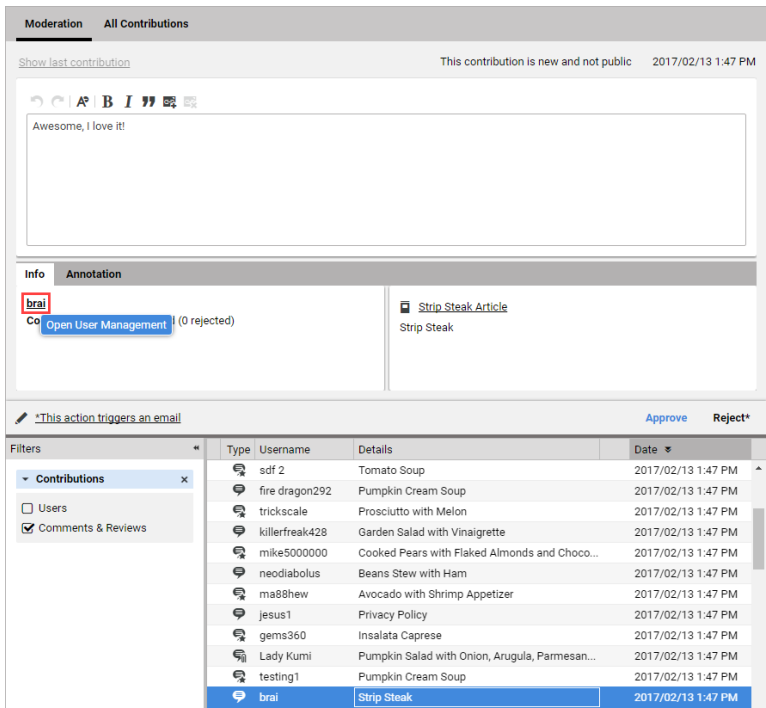 Moderation All Contributions
Show last contribution This contribution is new and not public 2017/02/13 1:47 PM
B I
Awesome, I love it!
Info Annotation
brai
Co Open User Management (0 rejected)
Strip Steak Article
Strip Steak
*This action triggers an email Approve Reject*
Filters
Contributions
Users
Comments & Reviews
Type Username Details Date
sdf 2 Tomato Soup 2017/02/13 1:47 PM
fire dragon292 Pumpkin Cream Soup 2017/02/13 1:47 PM
trickscale Prosciutto with Melon 2017/02/13 1:47 PM
killerfreak428 Garden Salad with Vinaigrette 2017/02/13 1:47 PM
mike5000000 Cooked Pears with Flaked Almonds and Choco... 2017/02/13 1:47 PM
neodiabolus Beans Stew with Ham 2017/02/13 1:47 PM
ma88hew Avocado with Shrimp Appetizer 2017/02/13 1:47 PM
jesus1 Privacy Policy 2017/02/13 1:47 PM
gems360 Insalata Caprese 2017/02/13 1:47 PM
Lady Kumi Pumpkin Salad with Onion, Arugula, Parmesan... 2017/02/13 1:47 PM
testing1 Pumpkin Cream Soup 2017/02/13 1:47 PM
brai Strip Steak 2017/02/13 1:47 PM